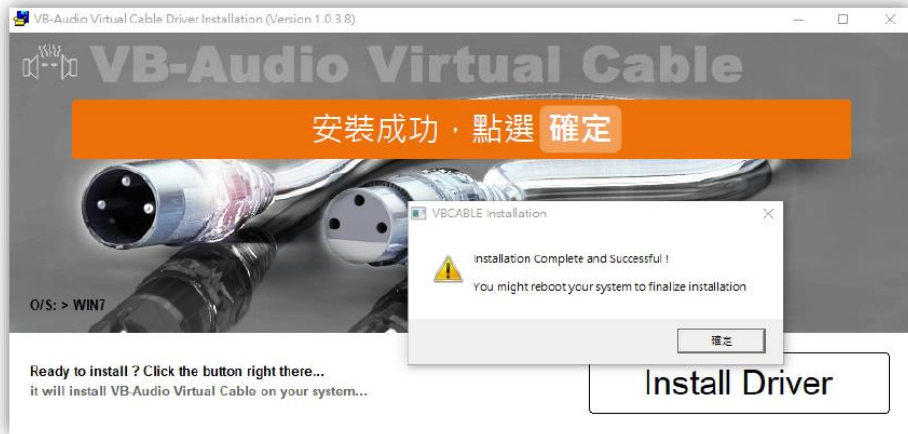 VB-Audio Virtual Cable Driver Installation (Version 1.0.3.8)
VB-Audio Virtual Cable
安裝成功，點選 確定
VBCABLE Installation
Installation Complete and Successful !
You might reboot your system to finalize installation
確定
O/S: > WIN7
Ready to install ? Click the button right there...
it will install VB-Audio Virtual Cable on your system...
Install Driver